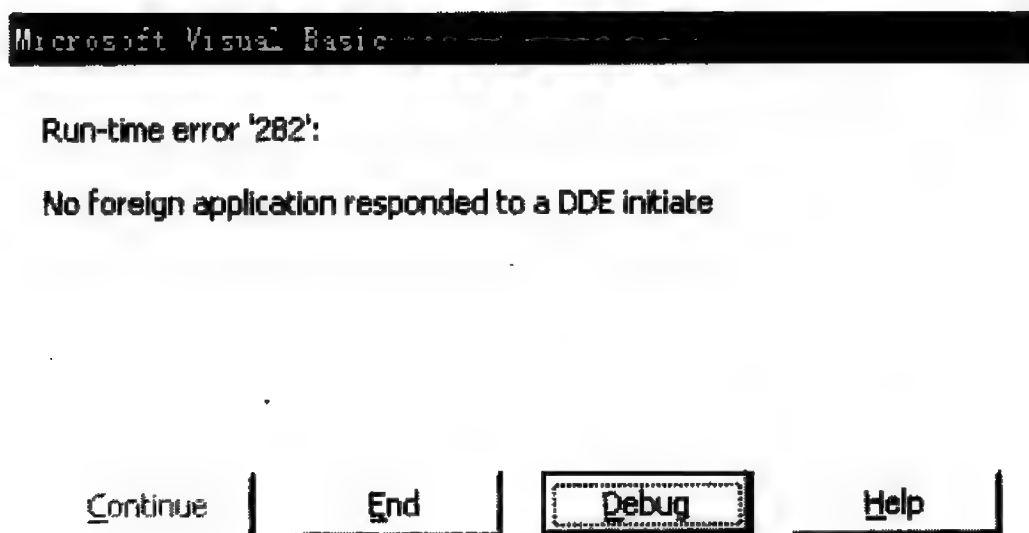 Microsoft Visual Basic
Run-time error '282':
No foreign application responded to a DDE initiate
Continue End Debug Help